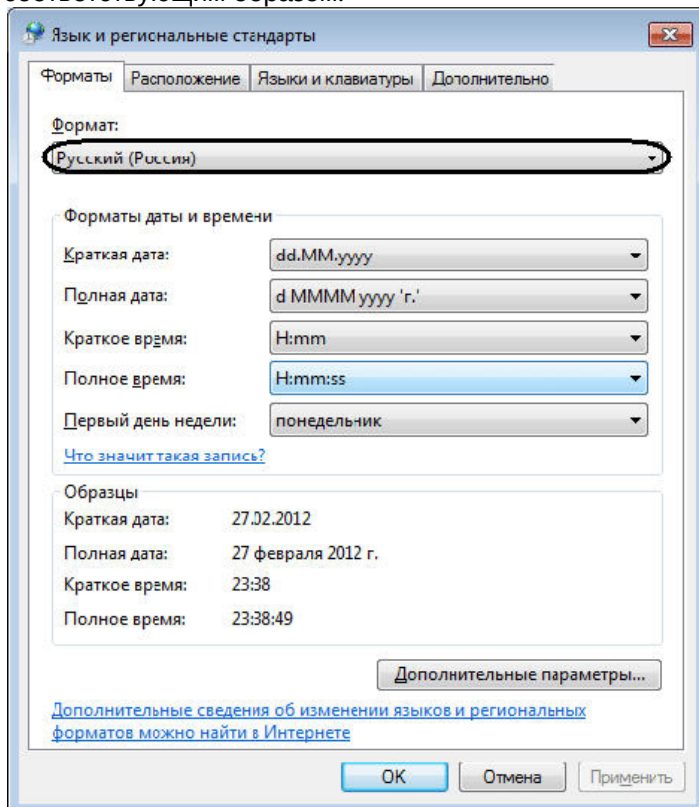 соответствующим образом.
Язык и региональные стандарты
Форматы Расположение Языки и клавиатуры Дополнительно
Формат:
Русский (Россия)
Форматы даты и времени
Краткая дата: dd.MM.yyyy
Полная дата: d MMMM yyyy 'г.'
Краткое время: H:mm
Полное время: H:mm:ss
Первый день недели: понедельник
Что значит такая запись?
Образцы
Краткая дата: 27.02.2012
Полная дата: 27 февраля 2012 г.
Краткое время: 23:38
Полное время: 23:38:49
Дополнительные параметры...
Дополнительные сведения об изменении языков и региональных
форматов можно найти в Интернете
ОК Отмена Применить